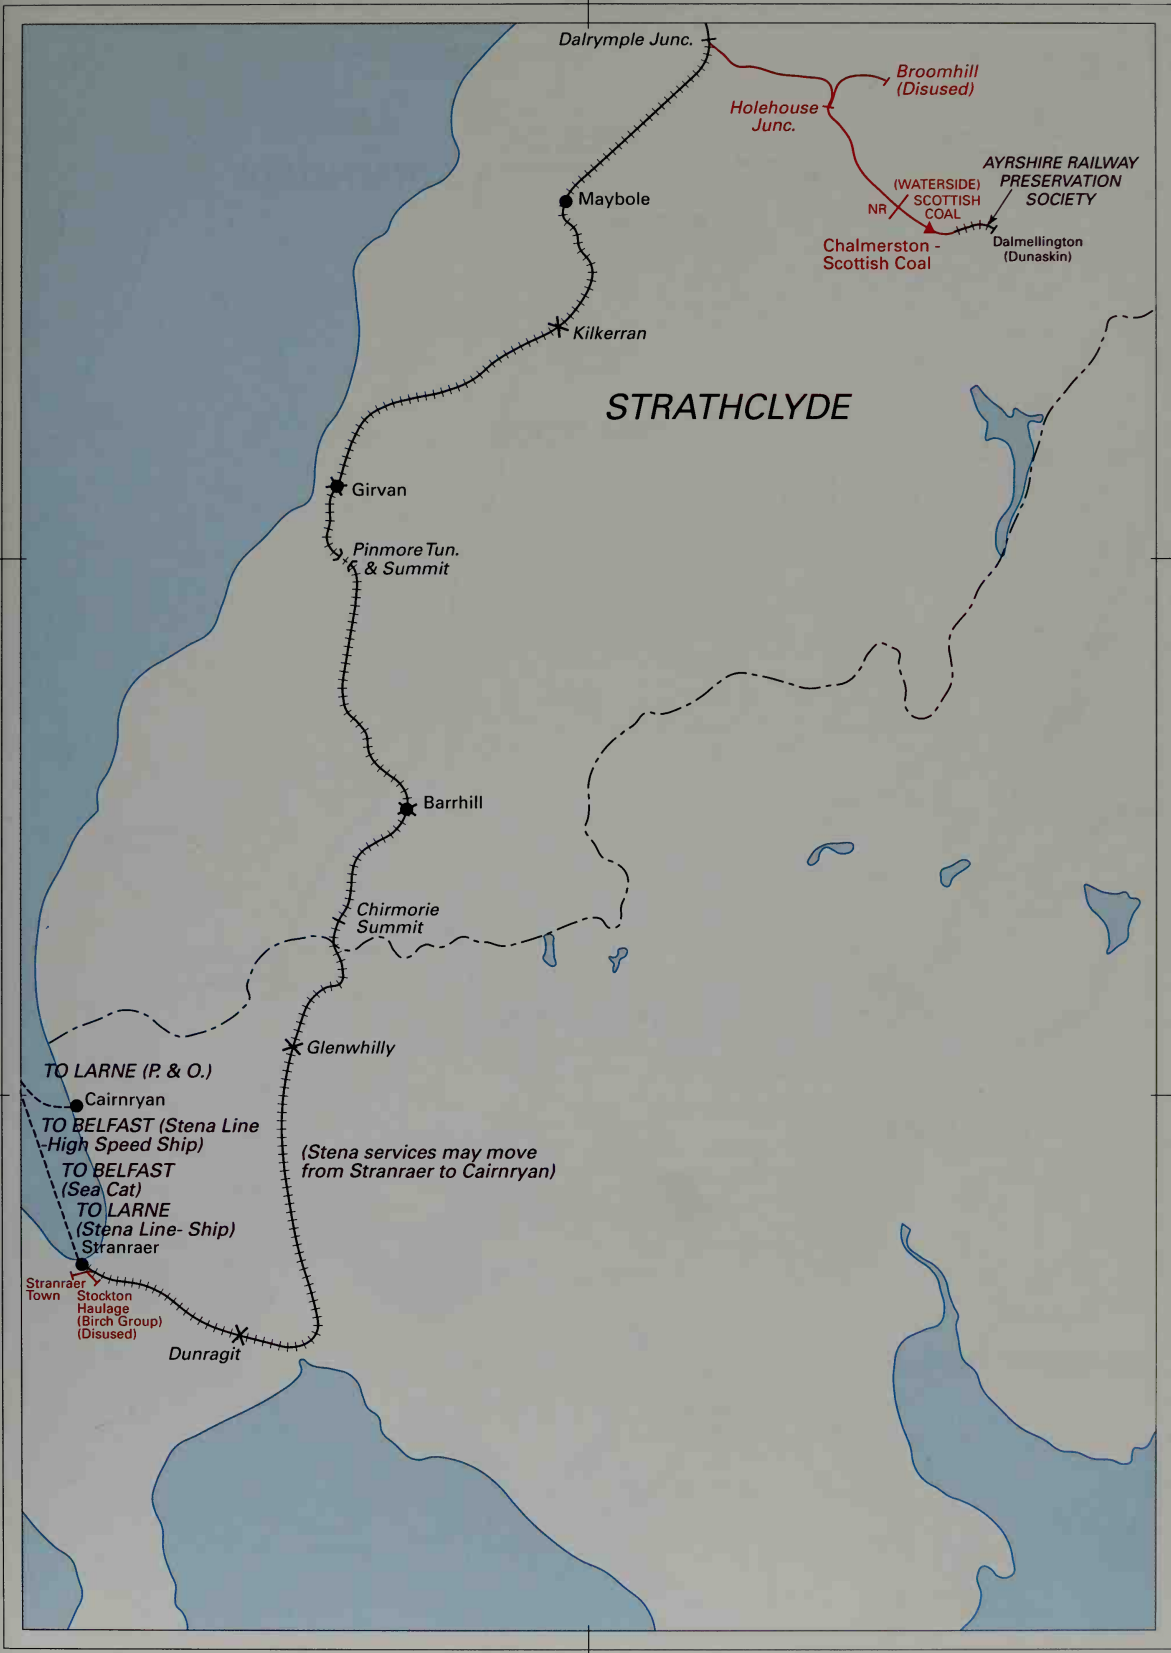 Dalrymple Junc.
Broomhill
(Disused)
Holehouse
Junc.
AYRSHIRE RAILWAY
PRESERVATION
SOCIETY
(WATERSIDE)
SCOTTISH
COAL
NR
Maybole
Chalmerston -
Scottish Coal
Dalmellington
(Dunaskin)
Kilkerran
STRATHCLYDE
Girvan
Pinmore Tun.
& Summit
Barrhill
Chirmorie
Summit
Glenwhilly
TO LARNE (P. & O.)
Cairnryan
TO BELFAST (Stena Line
-High Speed Ship)
(Stena services may move
from Stranraer to Cairnryan)
TO BELFAST
(Sea Cat)
TO LARNE
(Stena Line- Ship)
Stranraer
Stranraer
Town
Stockton
Haulage
(Birch Group)
(Disused)
Dunragit